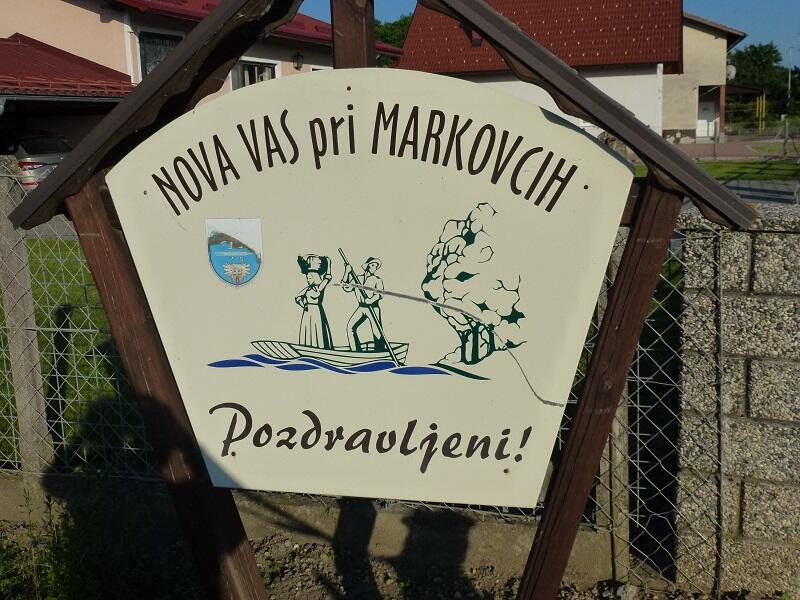 NOVA VAS pri MARKOVCIH
Pozdravljeni!